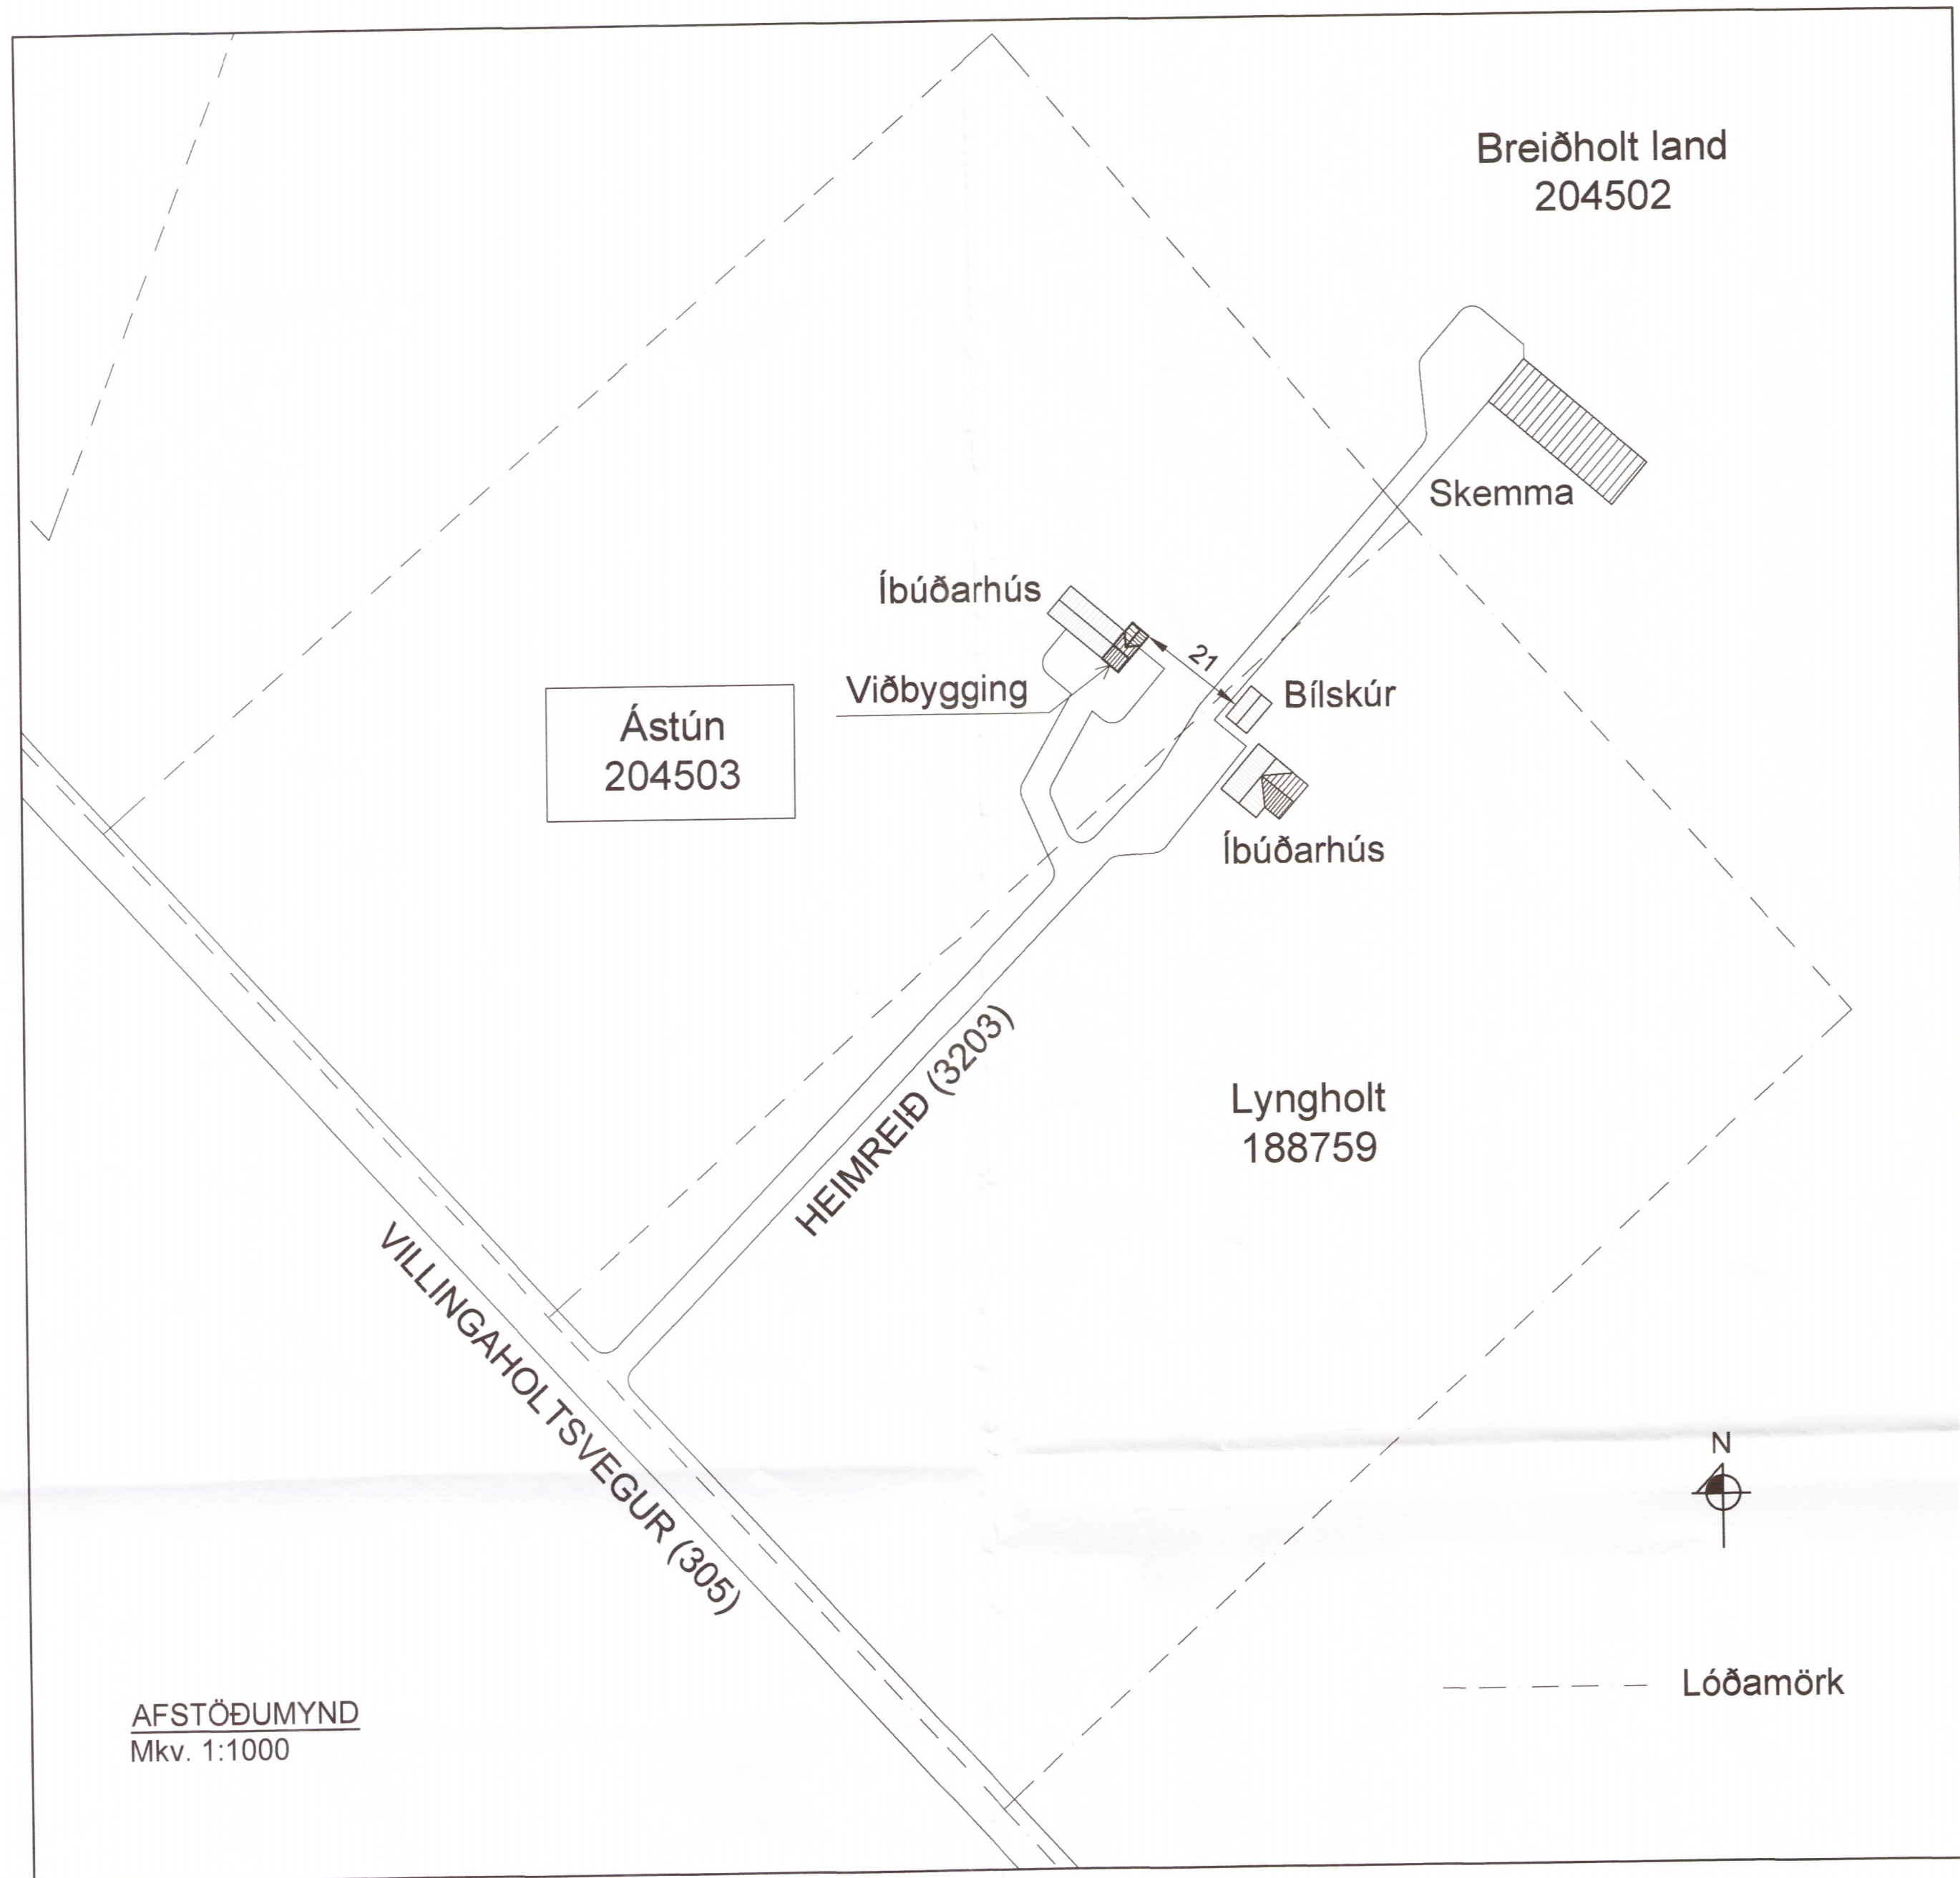 Breiðholt land
204502
Skemma
Íbúðarhús
21
Viðbygging
Bílskúr
Ástún
204503
Íbúðarhús
HEIMREIÐ (3203)
Lyngholt
188759
VILLINGAHOLTSVEGUR (305)
N
Lóðamörk
AFSTÖÐUMYND
Mkv. 1:1000